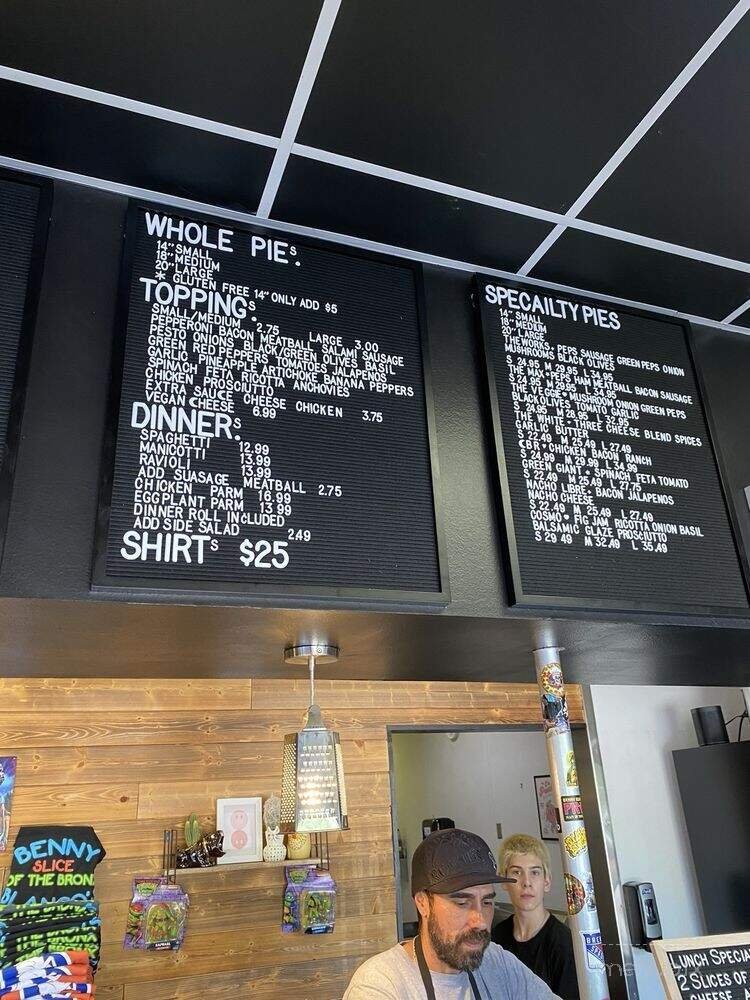 WHOLE PIES.
14" SMALL
18" MEDIUM
20" LARGE
* GLUTEN FREE 14" ONLY ADD $5
TOPPINGS
SMALL/MEDIUM 2.75 LARGE 3.00
PEPPERONI BACON MEATBALL SALAMI SAUSAGE
PESTO ONIONS BLACK/GREEN OLIVES BASIL
GREEN RED PEPPERS TOMATOES JALAPENOS
GARLIC PINEAPPLE ARTICHOKE BANANA PEPPERS
SPINACH FETA RICOTTA ANCHOVIES
CHICKEN PROSCIUTTO
EXTRA SAUCE CHEESE CHICKEN 3.75
VEGAN CHEESE 6.99
DINNER:
SPAGHETTI 12.99
MANICOTTI 13.99
RAVIOLI 13.99
ADD SUASAGE MEATBALL 2.75
CHICKEN PARM 16.99
EGGPLANT PARM 13.99
DINNER ROLL INCLUDED
ADD SIDE SALAD 2.49
SHIRTS $25
SPECAILTY PIES
14" SMALL
18" MEDIUM
20" LARGE
THE WORKS. PEPS SAUSAGE GREEN PEPS ONION
MUSHROOMS BLACK OLIVES
S 24.95 M 29.95 L 34.95
THE MAX PEPS HAM MEATBALL BACON SAUSAGE
S 24.95 M 29.95 L 34.95
THE VEGGIE MUSHROOM ONION GREEN PEPS
BLACK OLIVES TOMATO GARLIC
S 24.95 M 28.95 L 32.95
THE WHITE THREE CHEESE BLEND SPICES
GARLIC BUTTER
S 22.49 M 25.49 L 27.49
CBR CHICKEN BACON RANCH
S 24.99 M 29.99 L 34.99
GREEN GIANT SPINACH FETA TOMATO
S 22.49 M 25.49 L 27.75
NACHO LIBRE BACON JALAPENOS
NACHO CHEESE
S 22.49 M 25.49 L 27.49
COSMO FIG JAM RICOTTA ONION BASIL
BALSAMIC GLAZE PROSCIUTTO
S 29.49 M 32.49 L 35.49
BENNY
SLICE
OF THE BRON
LUNCH SPECIA
2 SLICES OF